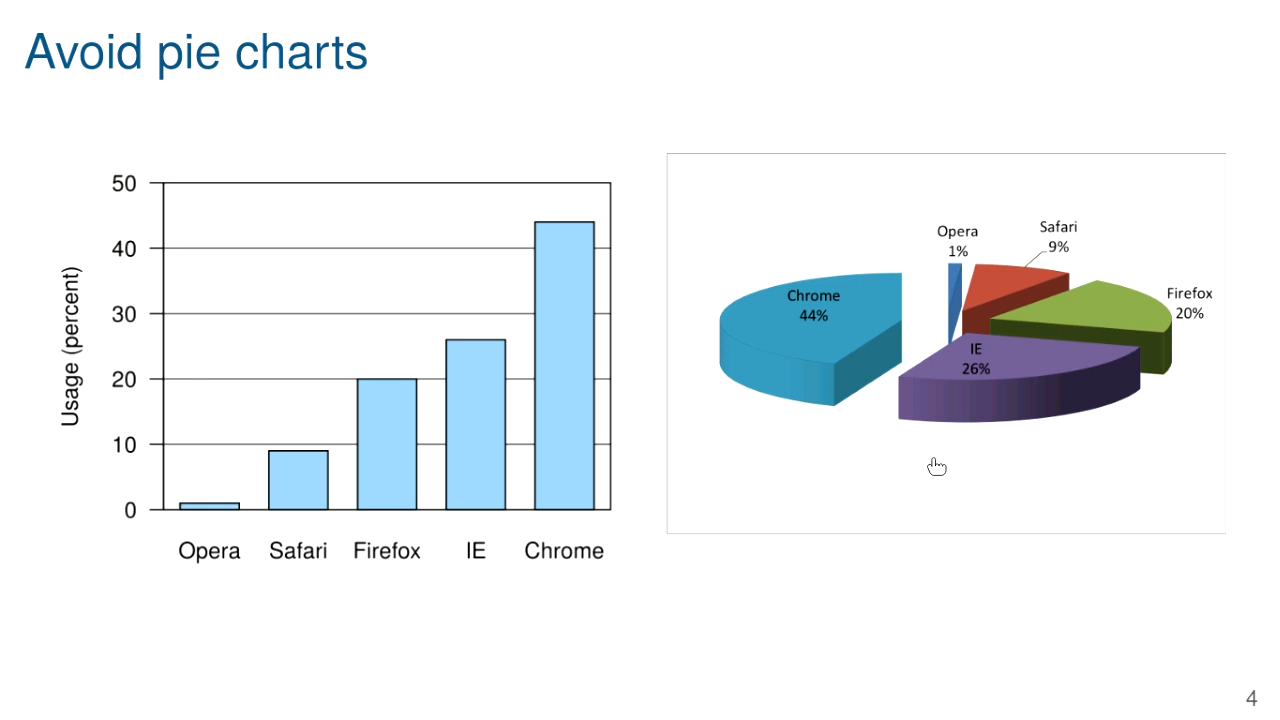 Avoid pie charts
Usage (percent)
50
40
30
20
10
0
Opera Safari Firefox IE Chrome
Opera
1%
Safari
9%
Firefox
20%
IE
26%
Chrome
44%
4